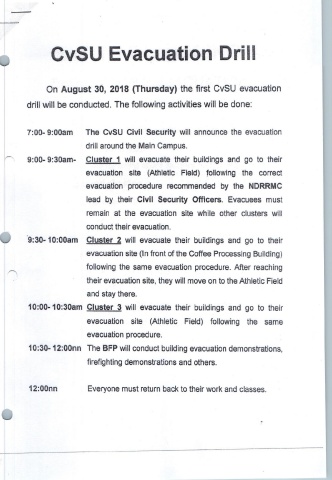 CvSU Evacuation Drill
On August 30, 2018 (Thursday) the first CvSU evacuation
drill will be conducted. The following activities will be done:
7:00- 9:00am The CvSU Civil Security will announce the evacuation
drill around the Main Campus.
9:00- 9:30am- Cluster 1 will evacuate their buildings and go to their
evacuation site (Athletic Field) following the correct
evacuation procedure recommended by the NDRRMC
lead by their Civil Security Officers. Evacuees must
remain at the evacuation site while other clusters will
conduct their evacuation.
9:30- 10:00am Cluster 2 will evacuate their buildings and go to their
evacuation site (In front of the Coffee Processing Building)
following the same evacuation procedure. After reaching
their evacuation site, they will move on to the Athletic Field
and stay there.
10:00- 10:30am Cluster 3 will evacuate their buildings and go to their
evacuation site (Athletic Field) following the same
evacuation procedure.
10:30- 12:00nn The BFP will conduct building evacuation demonstrations,
firefighting demonstrations and others.
12:00nn Everyone must return back to their work and classes.